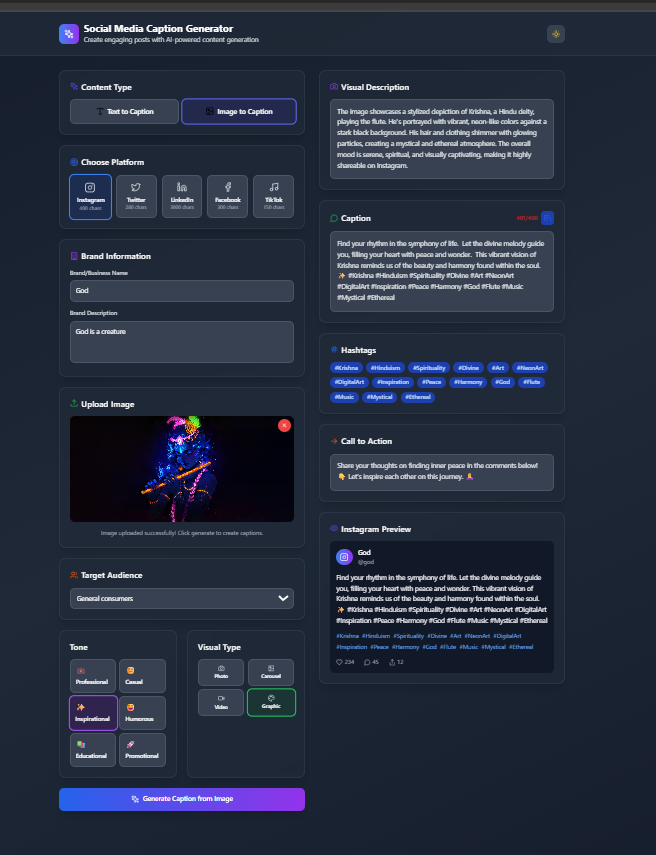 Social Media Caption Generator
Create engaging posts with AI-powered content generation
Content Type
Text to Caption
Image to Caption
Choose Platform
Instagram
400 chars
Twitter
280 chars
LinkedIn
3000 chars
Facebook
300 chars
TikTok
150 chars
Brand Information
Brand/Business Name
God
Brand Description
God is a creature
Upload Image
Image uploaded successfully! Click generate to create captions.
Target Audience
General consumers
Tone
Professional
Casual
Inspirational
Humorous
Educational
Promotional
Visual Type
Photo
Carousel
Video
Graphic
Generate Caption from Image
Visual Description
The image showcases a stylized depiction of Krishna, a Hindu deity,
playing the flute. He's portrayed with vibrant, neon-like colors against a
stark black background. His hair and clothing shimmer with glowing
particles, creating a mystical and ethereal atmosphere. The overall
mood is serene, spiritual, and visually captivating, making it highly
shareable on Instagram.
Caption
401/400
Find your rhythm in the symphony of life. Let the divine melody guide
you, filling your heart with peace and wonder. This vibrant vision of
Krishna reminds us of the beauty and harmony found within the soul.
✨ #Krishna #Hinduism #Spirituality #Divine #Art #NeonArt
#DigitalArt #Inspiration #Peace #Harmony #God #Flute #Music
#Mystical #Ethereal
Hashtags
#Krishna #Hinduism #Spirituality #Divine #Art #NeonArt
#DigitalArt #Inspiration #Peace #Harmony #God #Flute
#Music #Mystical #Ethereal
Call to Action
Share your thoughts on finding inner peace in the comments below!
👇 Let's inspire each other on this journey. 🧘‍♀️
Instagram Preview
God
@god
Find your rhythm in the symphony of life. Let the divine melody guide
you, filling your heart with peace and wonder. This vibrant vision of
Krishna reminds us of the beauty and harmony found within the soul.
✨ #Krishna #Hinduism #Spirituality #Divine #Art #NeonArt #DigitalArt
#Inspiration #Peace #Harmony #God #Flute #Music #Mystical #Ethereal
#Krishna #Hinduism #Spirituality #Divine #Art #NeonArt #DigitalArt
#Inspiration #Peace #Harmony #God #Flute #Music #Mystical #Ethereal
234 45 12